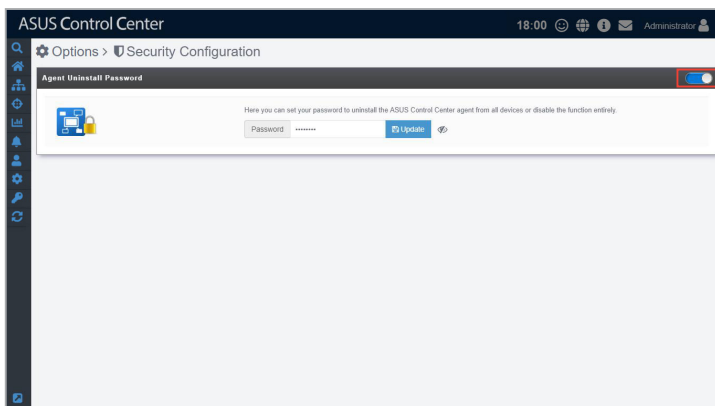 ASUS Control Center
18:00
Administrator
Options > Security Configuration
Agent Uninstall Password
Here you can set your password to uninstall the ASUS Control Center agent from all devices or disable the function entirely.
Password ········ Update